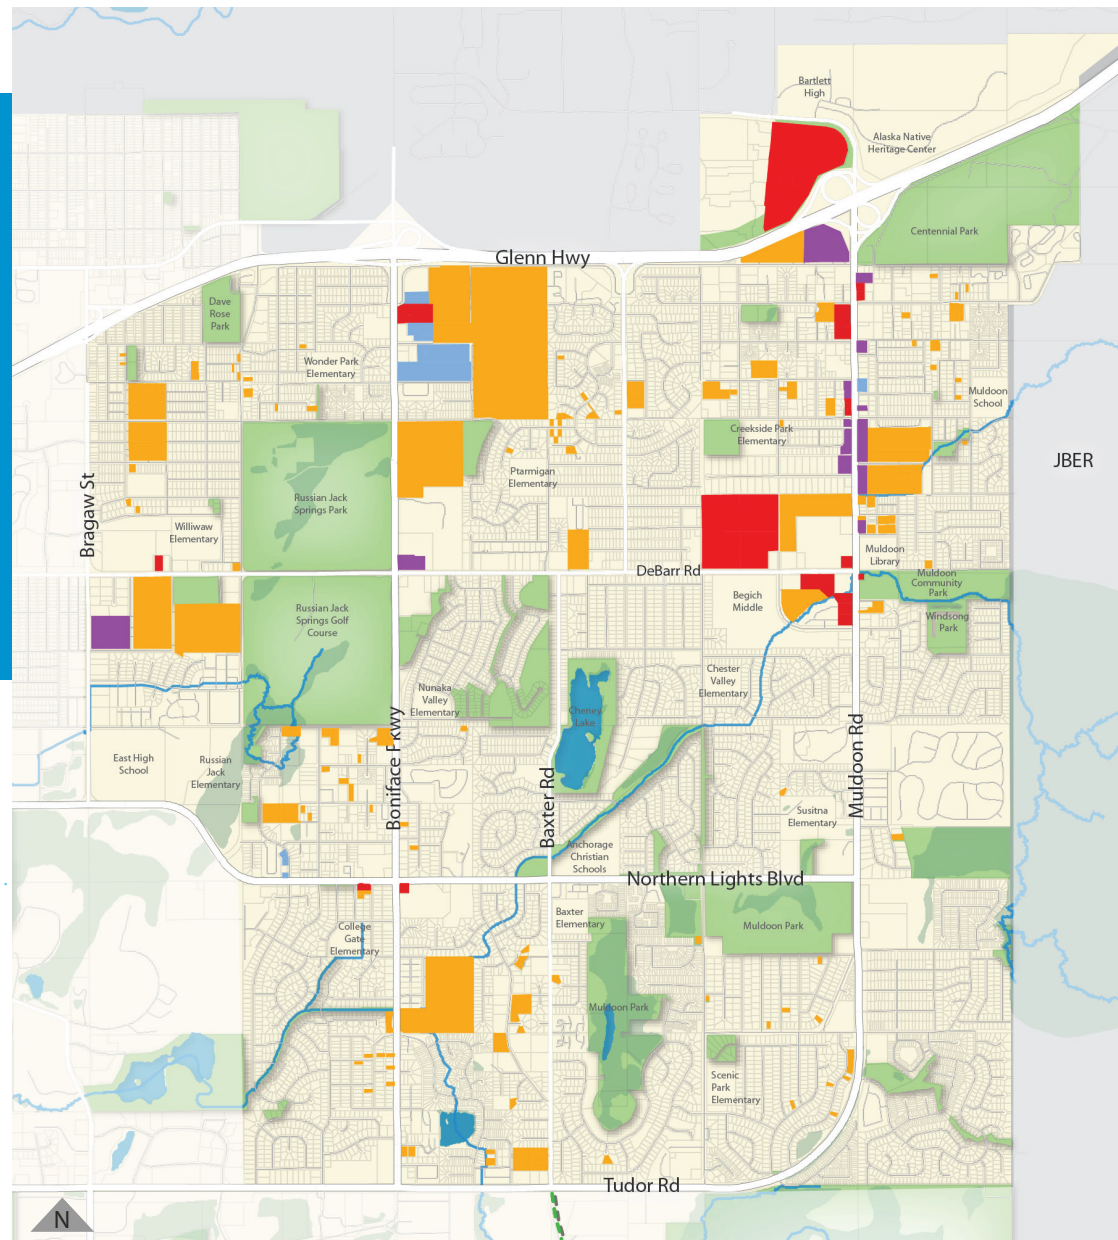 Bartlett
High
Alaska Native
Heritage Center
Centennial Park
Glenn Hwy
Dave
Rose
Park
Wonder Park
Elementary
Muldoon
School
Creekside Park
Elementary
JBER
Ptarmigan
Elementary
Bragaw St
Russian Jack
Springs Park
Williwaw
Elementary
Muldoon
Library
DeBarr Rd
Muldoon
Community
Park
Begich
Middle
Russian Jack
Springs Golf
Course
Windsong
Park
Chester
Valley
Elementary
Nunaka
Valley
Elementary
Cheney
Lake
East High
School
Russian
Jack
Elementary
Boniface Pkwy
Baxter Rd
Muldoon Rd
Susitna
Elementary
Anchorage
Christian
Schools
Northern Lights Blvd
Baxter
Elementary
Muldoon Park
College
Gate
Elementary
Muldoon Park
Scenic
Park
Elementary
Tudor Rd
N